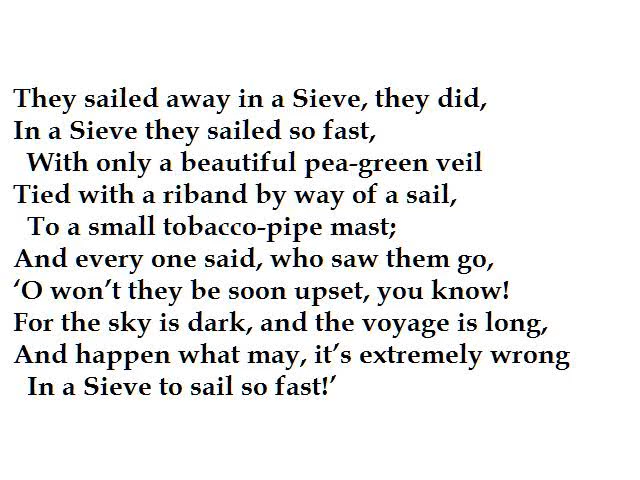 They sailed away in a Sieve, they did,
In a Sieve they sailed so fast,
With only a beautiful pea-green veil
Tied with a riband by way of a sail,
To a small tobacco-pipe mast;
And every one said, who saw them go,
‘O won’t they be soon upset, you know!
For the sky is dark, and the voyage is long,
And happen what may, it’s extremely wrong
In a Sieve to sail so fast!’